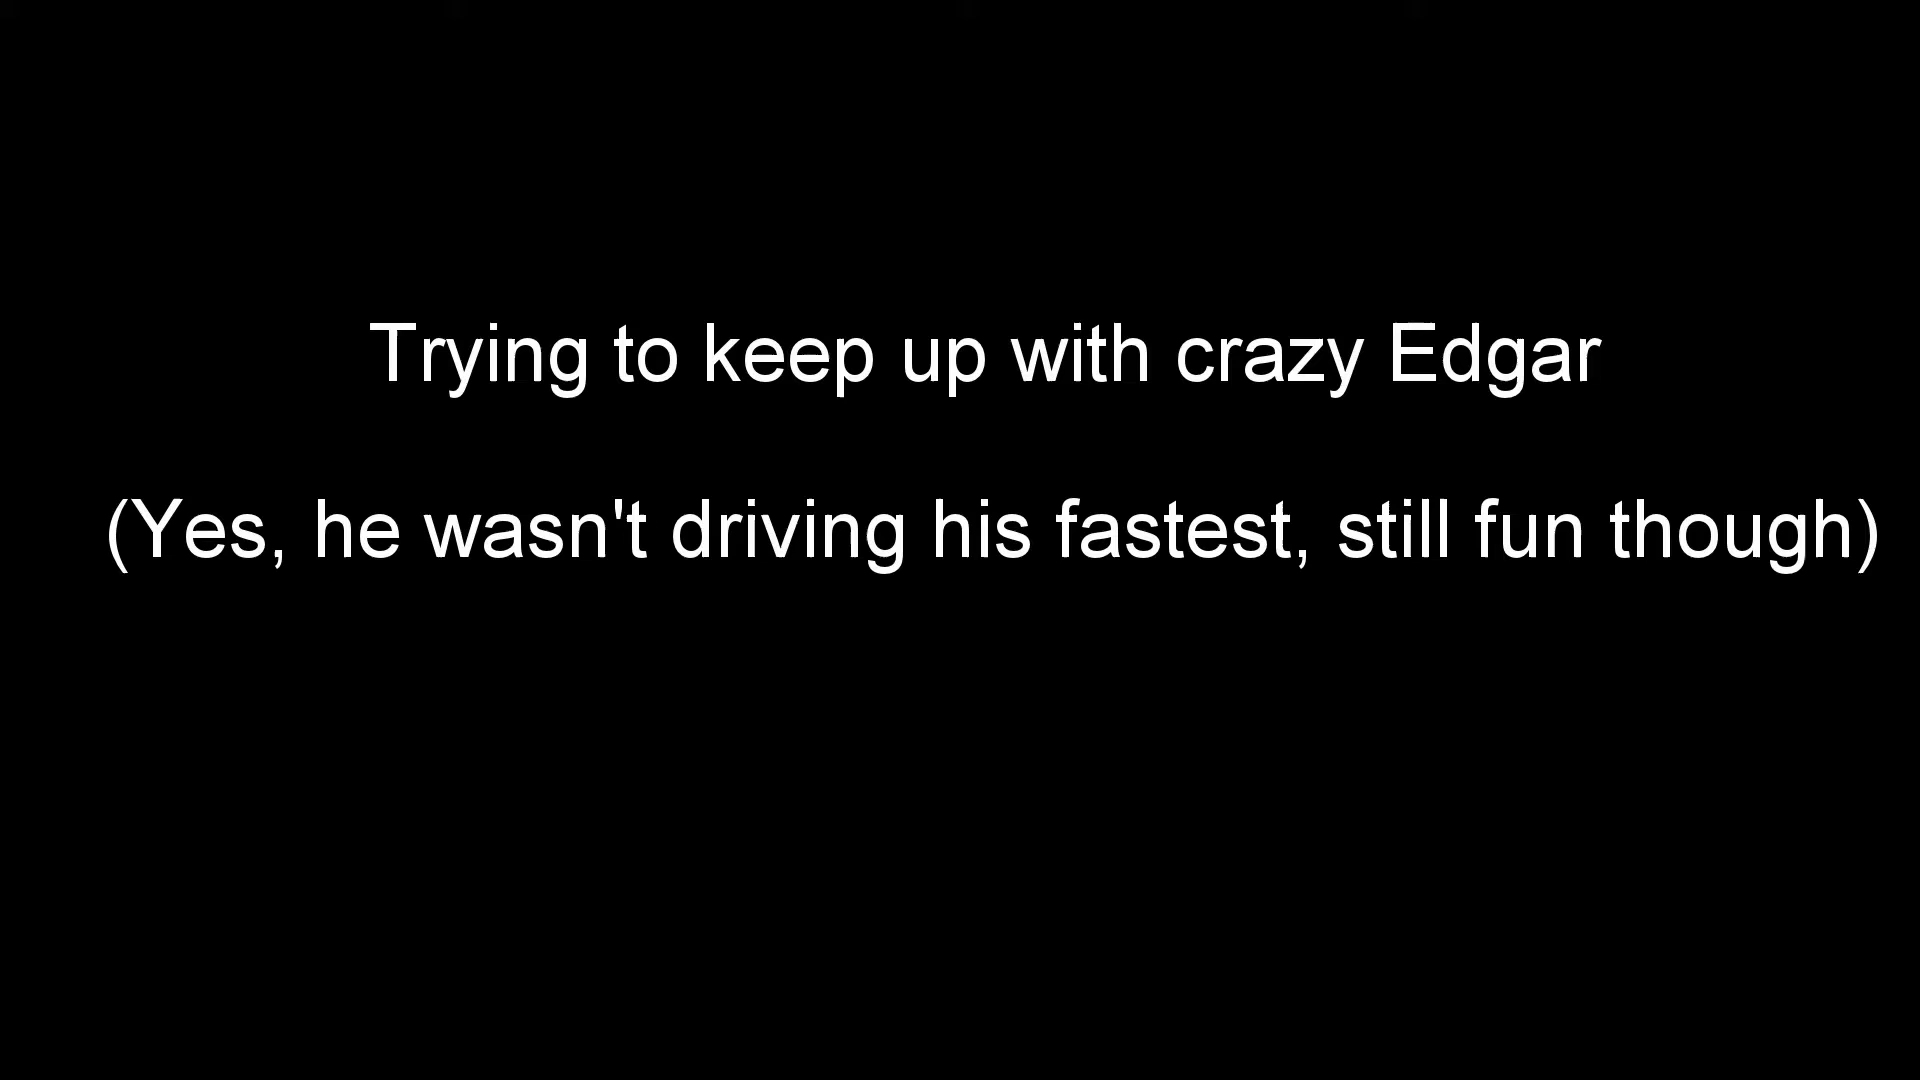 Trying to keep up with crazy Edgar
(Yes, he wasn't driving his fastest, still fun though)